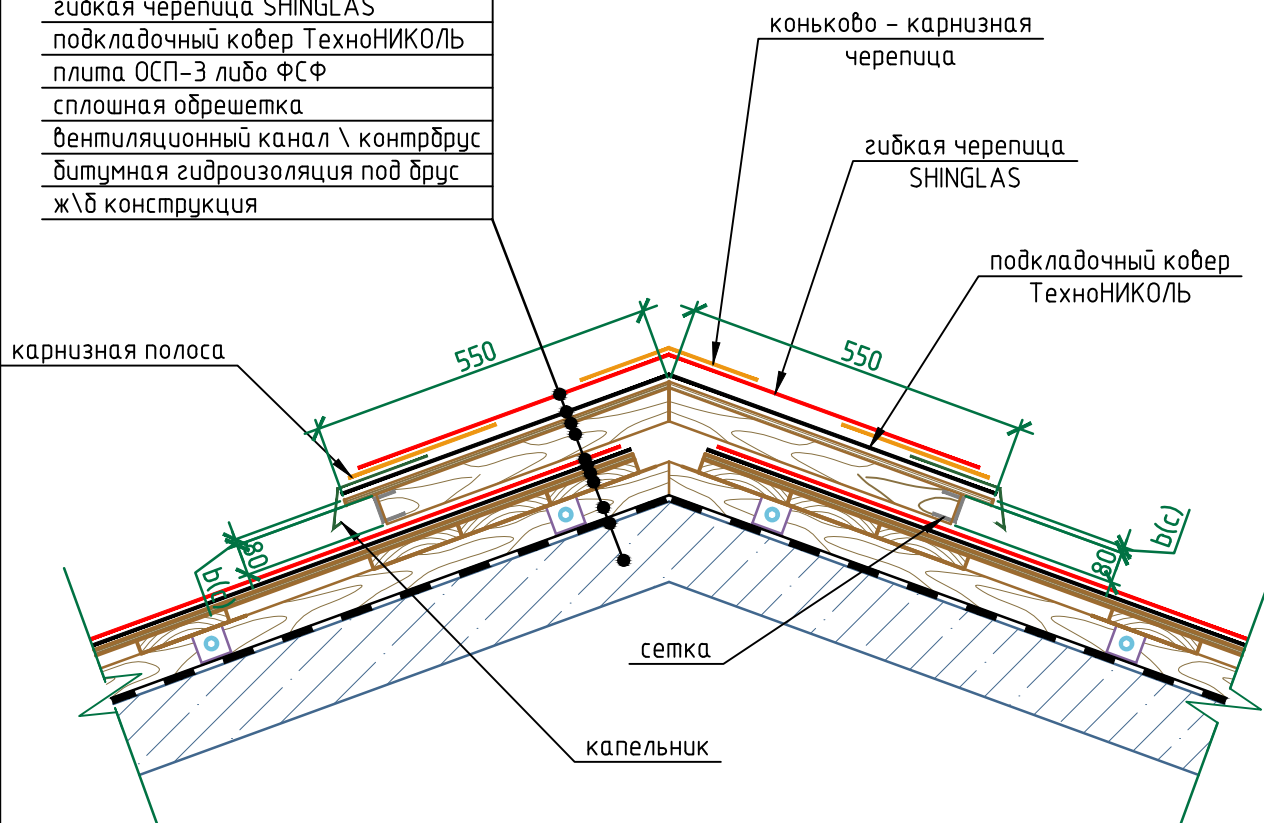 гибкая черепица SHINGLAS
подкладочный ковер ТехноНИКОЛЬ
плита ОСП-3 либо ФСФ
сплошная обрешетка
вентиляционный канал \ контрбрус
битумная гидроизоляция под брус
ж\б конструкция
коньково - карнизная
черепица
гибкая черепица
SHINGLAS
подкладочный ковер
ТехноНИКОЛЬ
карнизная полоса
550
550
80
b(c)
80
b(c)
сетка
капельник